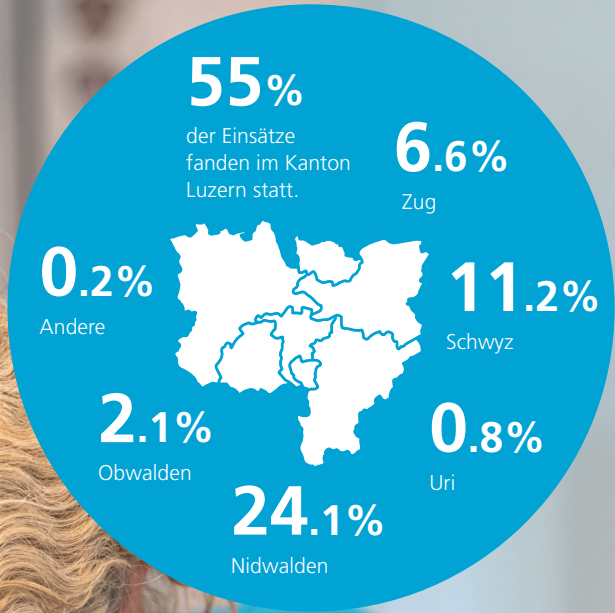 55%
der Einsätze
fanden im Kanton
Luzern statt.
6.6%
Zug
0.2%
Andere
11.2%
Schwyz
2.1%
Obwalden
0.8%
Uri
24.1%
Nidwalden